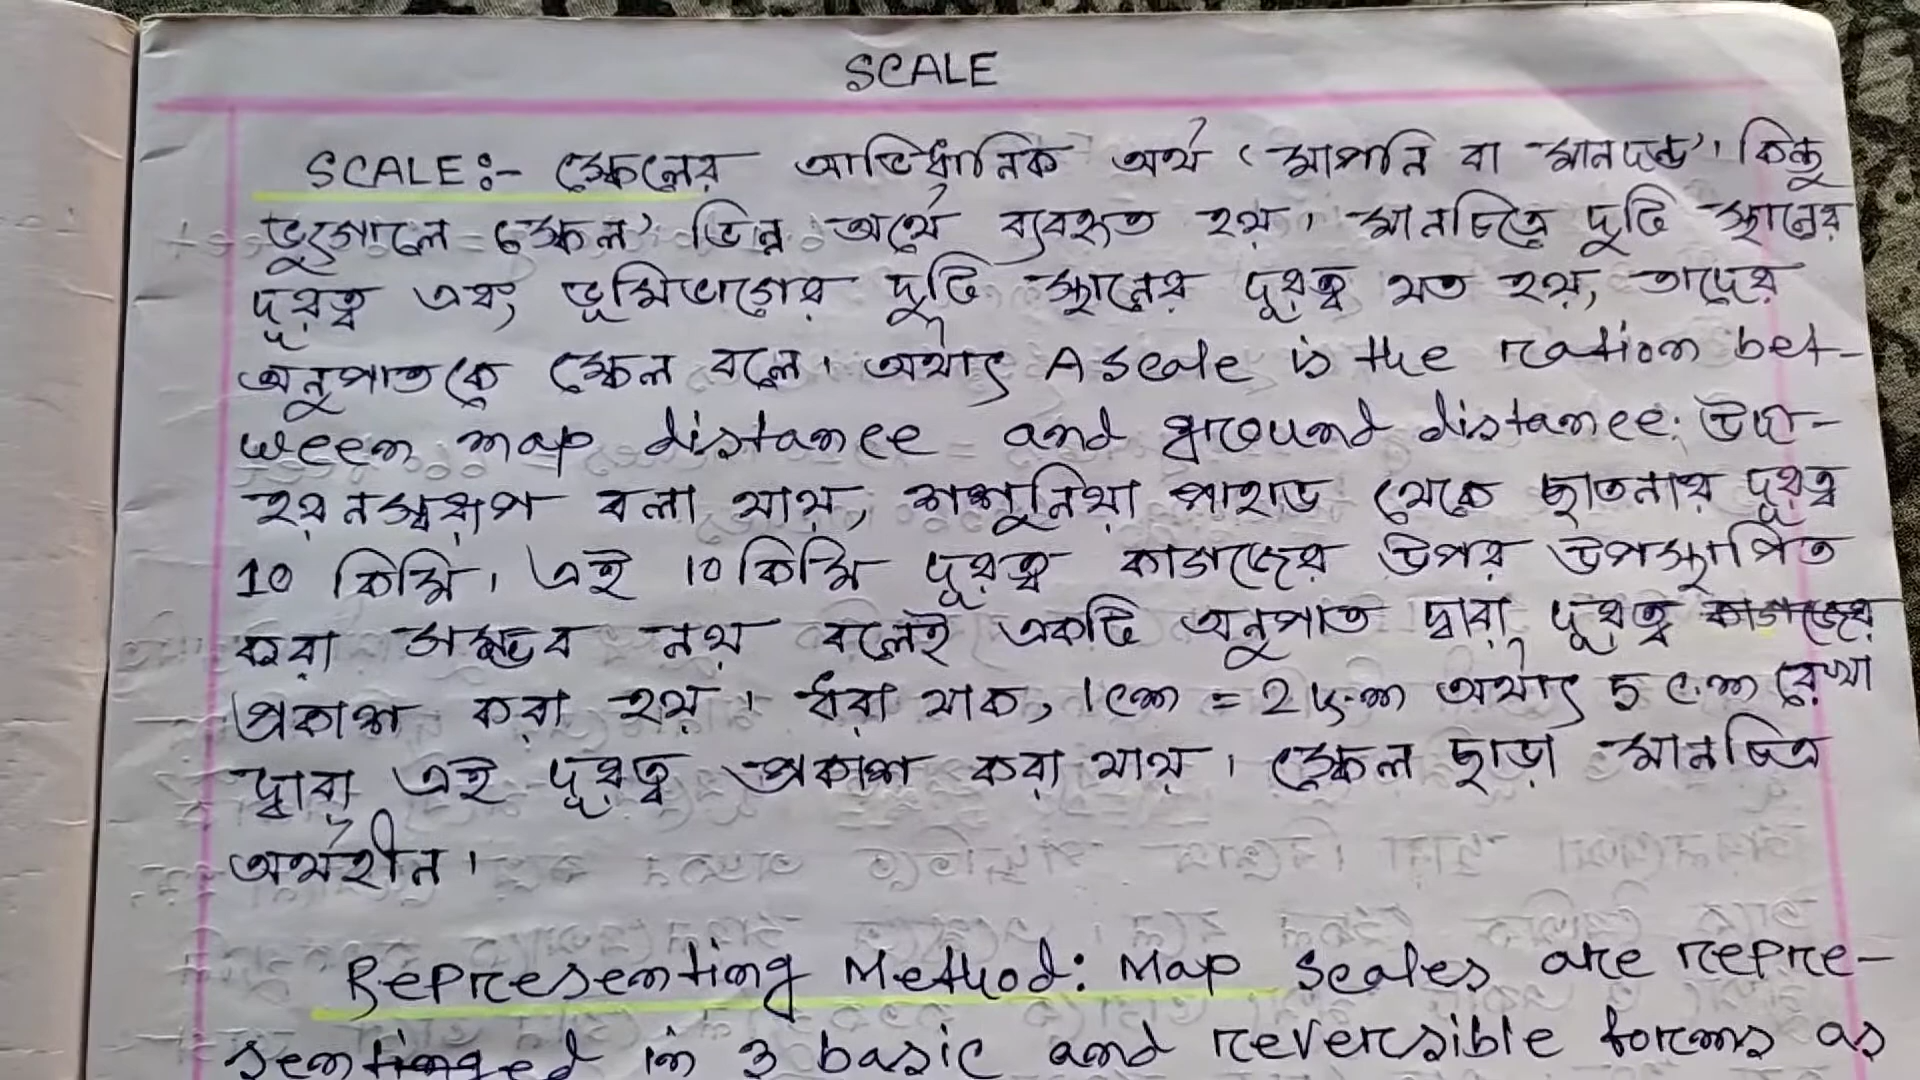 SCALE
SCALE:- স্কেলের আভিধানিক অর্থ 'মাপনি বা মানদন্ড'। কিন্তু
ভূগোলে স্কেল' ভিন্ন অর্থে ব্যবহৃত হয়। মানচিত্রে দুটি স্থানের
দূরত্ব এবং ভূমিভাগের দুটি স্থানের দূরত্ব যত হয়, তাদের
অনুপাতকে স্কেল বলে। অর্থাৎ A scale is the ration bet-
ween map distance and ground distance. উদা-
হরনস্বরূপ বলা যায়, শুশুনিয়া পাহাড় থেকে ছাতনার দূরত্ব
10 কিমি। এই 10 কিমি দূরত্ব কাগজের উপর উপস্থাপিত
করা সম্ভব নয় বলেই একটি অনুপাত দ্বারা দূরত্ব কাগজের
প্রকাশ করা হয়। ধরা যাক, 1cm = 2 k.m অর্থাৎ 5 c.m রেখা
দ্বারা এই দূরত্ব প্রকাশ করা যায়। স্কেল ছাড়া মানচিত্র
অর্থহীন।
Representing Method: Map Scales are repre-
sentinged in 3 basic and reversible forms as